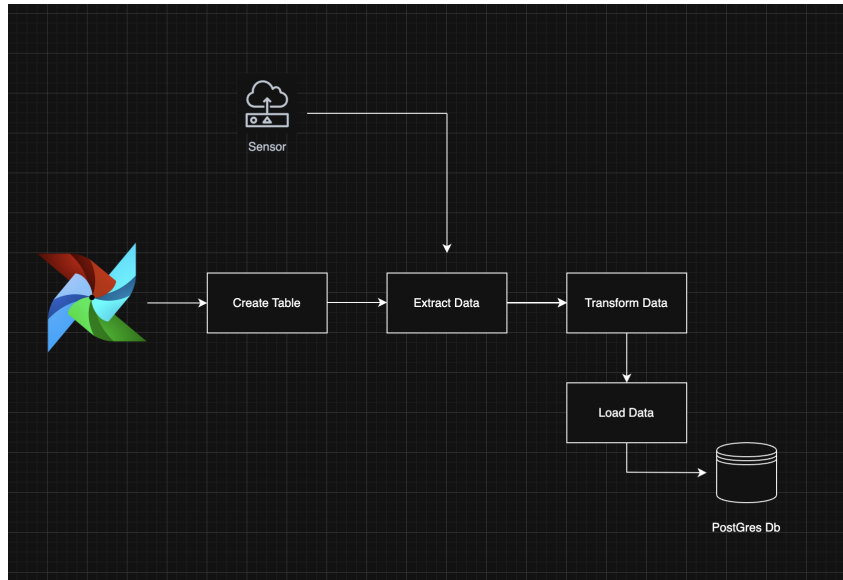 Sensor
Create Table
Extract Data
Transform Data
Load Data
PostGres Db